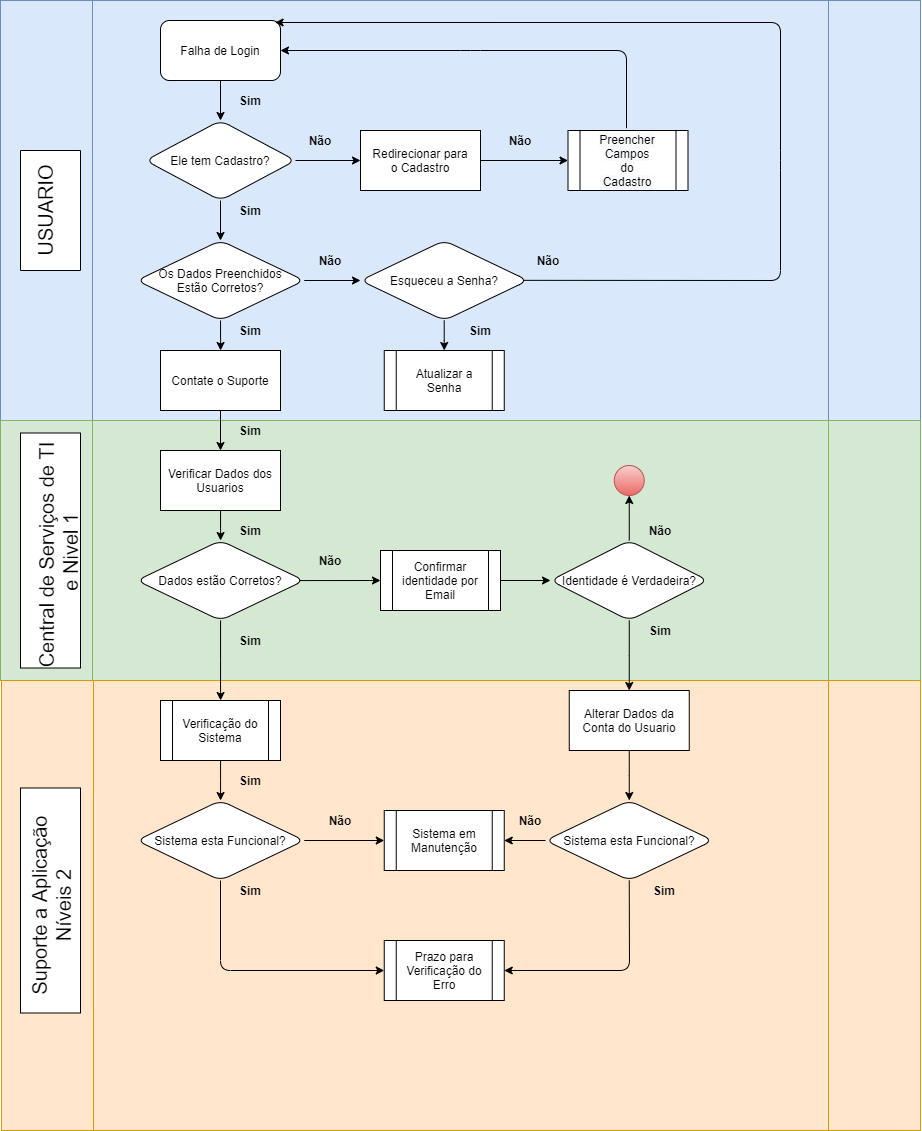 Falha de Login
Sim
Ele tem Cadastro?
Não
Redirecionar para
o Cadastro
Não
Preencher
Campos
do
Cadastro
USUARIO
Sim
Os Dados Preenchidos
Estão Corretos?
Não
Esqueceu a Senha?
Não
Sim
Sim
Contate o Suporte
Atualizar a
Senha
Sim
Central de Serviços de TI
e Nivel 1
Verificar Dados dos
Usuarios
Sim
Dados estão Corretos?
Não
Confirmar
identidade por
Email
Identidade é Verdadeira?
Não
Sim
Sim
Verificação do
Sistema
Alterar Dados da
Conta do Usuario
Sim
Suporte a Aplicação
Níveis 2
Sistema esta Funcional?
Não
Sistema em
Manutenção
Não
Sistema esta Funcional?
Sim
Sim
Prazo para
Verificação do
Erro